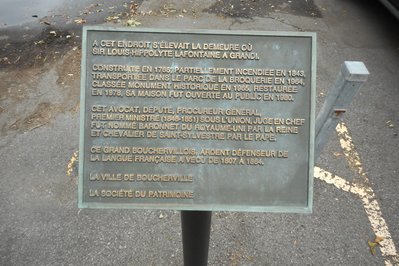 A CET ENDROIT S'ÉLEVAIT LA DEMEURE OÙ
SIR LOUIS-HIPPOLYTE LAFONTAINE A GRANDI.
CONSTRUITE EN 1766, PARTIELLEMENT INCENDIÉE EN 1843,
TRANSPORTÉE DANS LE PARC DE LA BROQUERIE EN 1964,
CLASSÉE MONUMENT HISTORIQUE EN 1965, RESTAURÉE
EN 1978, SA MAISON FUT OUVERTE AU PUBLIC EN 1980.
CET AVOCAT, DÉPUTÉ, PROCUREUR GÉNÉRAL,
PREMIER MINISTRE (1848-1851) SOUS L'UNION, JUGE EN CHEF
FUT NOMMÉ BARONNET DU ROYAUME-UNI PAR LA REINE
ET CHEVALIER DE SAINT-SYLVESTRE PAR LE PAPE.
CE GRAND BOUCHERVILLOIS, ARDENT DÉFENSEUR DE
LA LANGUE FRANÇAISE A VÉCU DE 1807 À 1864.
LA VILLE DE BOUCHERVILLE
LA SOCIÉTÉ DU PATRIMOINE